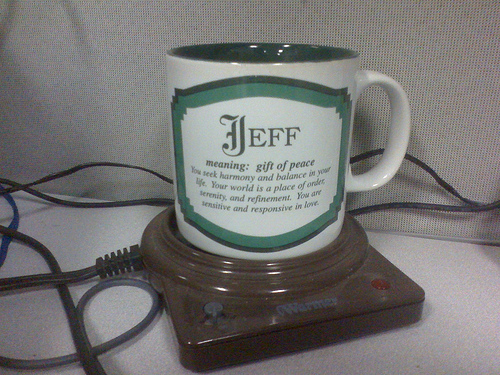 JEFF
meaning: gift of peace
You seek harmony and balance in your
life. Your world is a place of order,
serenity, and refinement. You are
sensitive and responsive in love.
Warmer